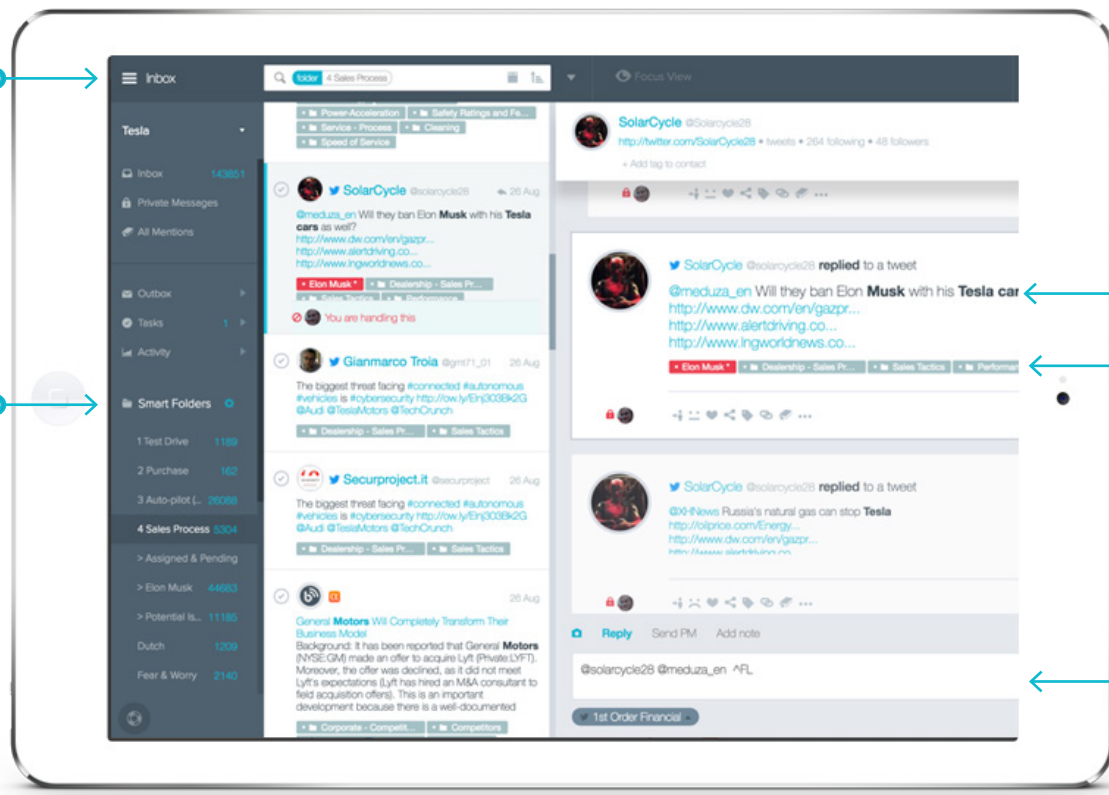 Inbox
Tesla
Inbox 143851
Private Messages
All Mentions
Outbox
Tasks 1
Activity
Smart Folders
1 Test Drive 1189
2 Purchase 162
3 Auto-pilot (... 26088
4 Sales Process 5304
> Assigned & Pending
> Elon Musk 44683
> Potential Is... 11185
Dutch 1209
Fear & Worry 2140
folder 4 Sales Process
• Power-Acceleration • Safety Ratings and Fe...
• Service - Process • Cleaning
• Speed of Service
SolarCycle @solarcycle28 26 Aug
@meduza_en Will they ban Elon Musk with his Tesla
cars as well?
http://www.dw.com/en/gazpr...
http://www.alertdriving.co...
http://www.lngworldnews.co...
• Elon Musk * • Dealership - Sales Pr...
• Sales Tactics • Performance
You are handling this
Gianmarco Troia @gmt71_01 26 Aug
The biggest threat facing #connected #autonomous
#vehicles is #cybersecurity http://ow.ly/Elnj303Bk2G
@Audi @TeslaMotors @TechCrunch
• Dealership - Sales Pr... • Sales Tactics
Securproject.it @securproject 26 Aug
The biggest threat facing #connected #autonomous
#vehicles is #cybersecurity http://ow.ly/Elnj303Bk2G
@Audi @TeslaMotors @TechCrunch
• Dealership - Sales Pr... • Sales Tactics
26 Aug
General Motors Will Completely Transform Their
Business Model
Background: It has been reported that General Motors
(NYSE:GM) made an offer to acquire Lyft (Private:LYFT).
Moreover, the offer was declined, as it did not meet
Lyft's expectations (Lyft has hired an M&A consultant to
field acquisition offers). This is an important
development because there is a well-documented
• Corporate - Competit... • Competitors
Focus View
SolarCycle @Solarcycle28
http://twitter.com/SolarCycle28 • tweets • 264 following • 48 followers
+ Add tag to contact
SolarCycle @solarcycle28 replied to a tweet
@meduza_en Will they ban Elon Musk with his Tesla car
http://www.dw.com/en/gazpr...
http://www.alertdriving.co...
http://www.lngworldnews.co...
• Elon Musk * • Dealership - Sales Pr... • Sales Tactics • Performan
SolarCycle @solarcycle28 replied to a tweet
@XHNews Russia's natural gas can stop Tesla
http://oilprice.com/Energy...
http://www.dw.com/en/gazpr...
http://www.alertdriving.co
Reply Send PM Add note
@solarcycle28 @meduza_en ^FL
1st Order Financial